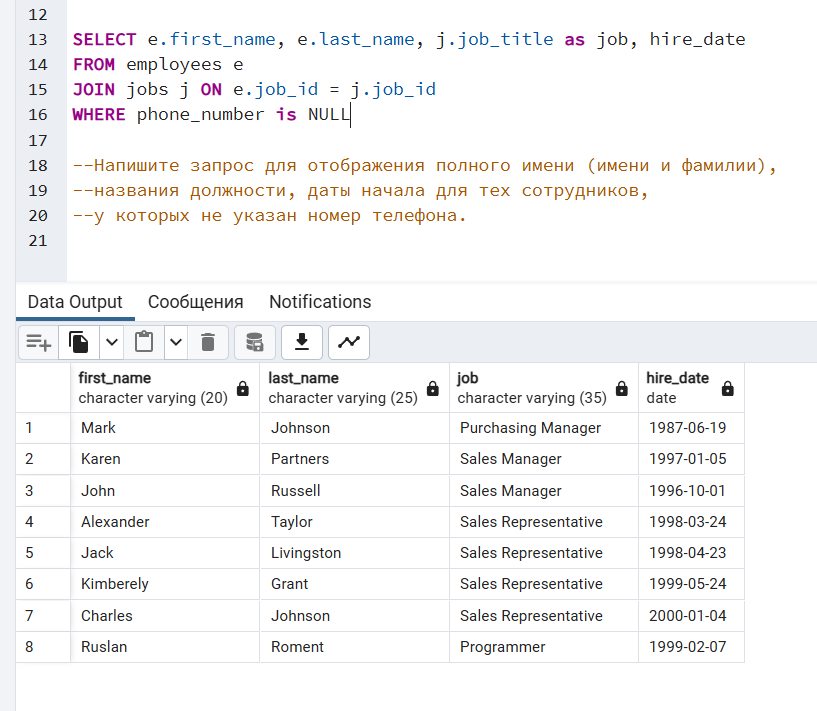 12
13 SELECT e.first_name, e.last_name, j.job_title as job, hire_date
14 FROM employees e
15 JOIN jobs j ON e.job_id = j.job_id
16 WHERE phone_number is NULL
17
18 --Напишите запрос для отображения полного имени (имени и фамилии),
19 --названия должности, даты начала для тех сотрудников,
20 --у которых не указан номер телефона.
21
Data Output Сообщения Notifications
first_name last_name job hire_date
character varying (20) character varying (25) character varying (35) date
1 Mark Johnson Purchasing Manager 1987-06-19
2 Karen Partners Sales Manager 1997-01-05
3 John Russell Sales Manager 1996-10-01
4 Alexander Taylor Sales Representative 1998-03-24
5 Jack Livingston Sales Representative 1998-04-23
6 Kimberely Grant Sales Representative 1999-05-24
7 Charles Johnson Sales Representative 2000-01-04
8 Ruslan Roment Programmer 1999-02-07